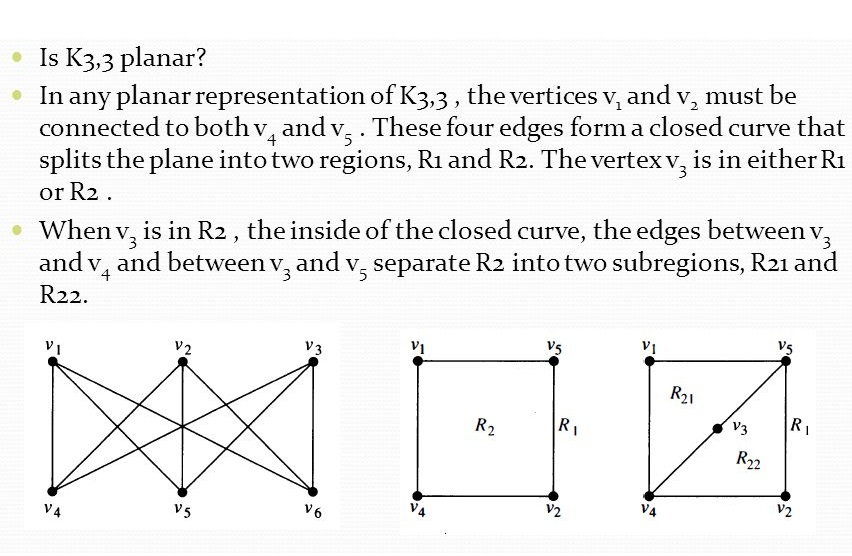 Is K3,3 planar?
In any planar representation of K3,3 , the vertices v₁ and v₂ must be
connected to both v₄ and v₅ . These four edges form a closed curve that
splits the plane into two regions, R1 and R2. The vertex v₃ is in either R1
or R2 .
When v₃ is in R2 , the inside of the closed curve, the edges between v₃
and v₄ and between v₃ and v₅ separate R2 into two subregions, R21 and
R22.
v₁ v₂ v₃
v₄ v₅ v₆
v₁ v₅
R₂ R₁
v₄ v₂
v₁ v₅
R₂₁
v₃ R₁
R₂₂
v₄ v₂